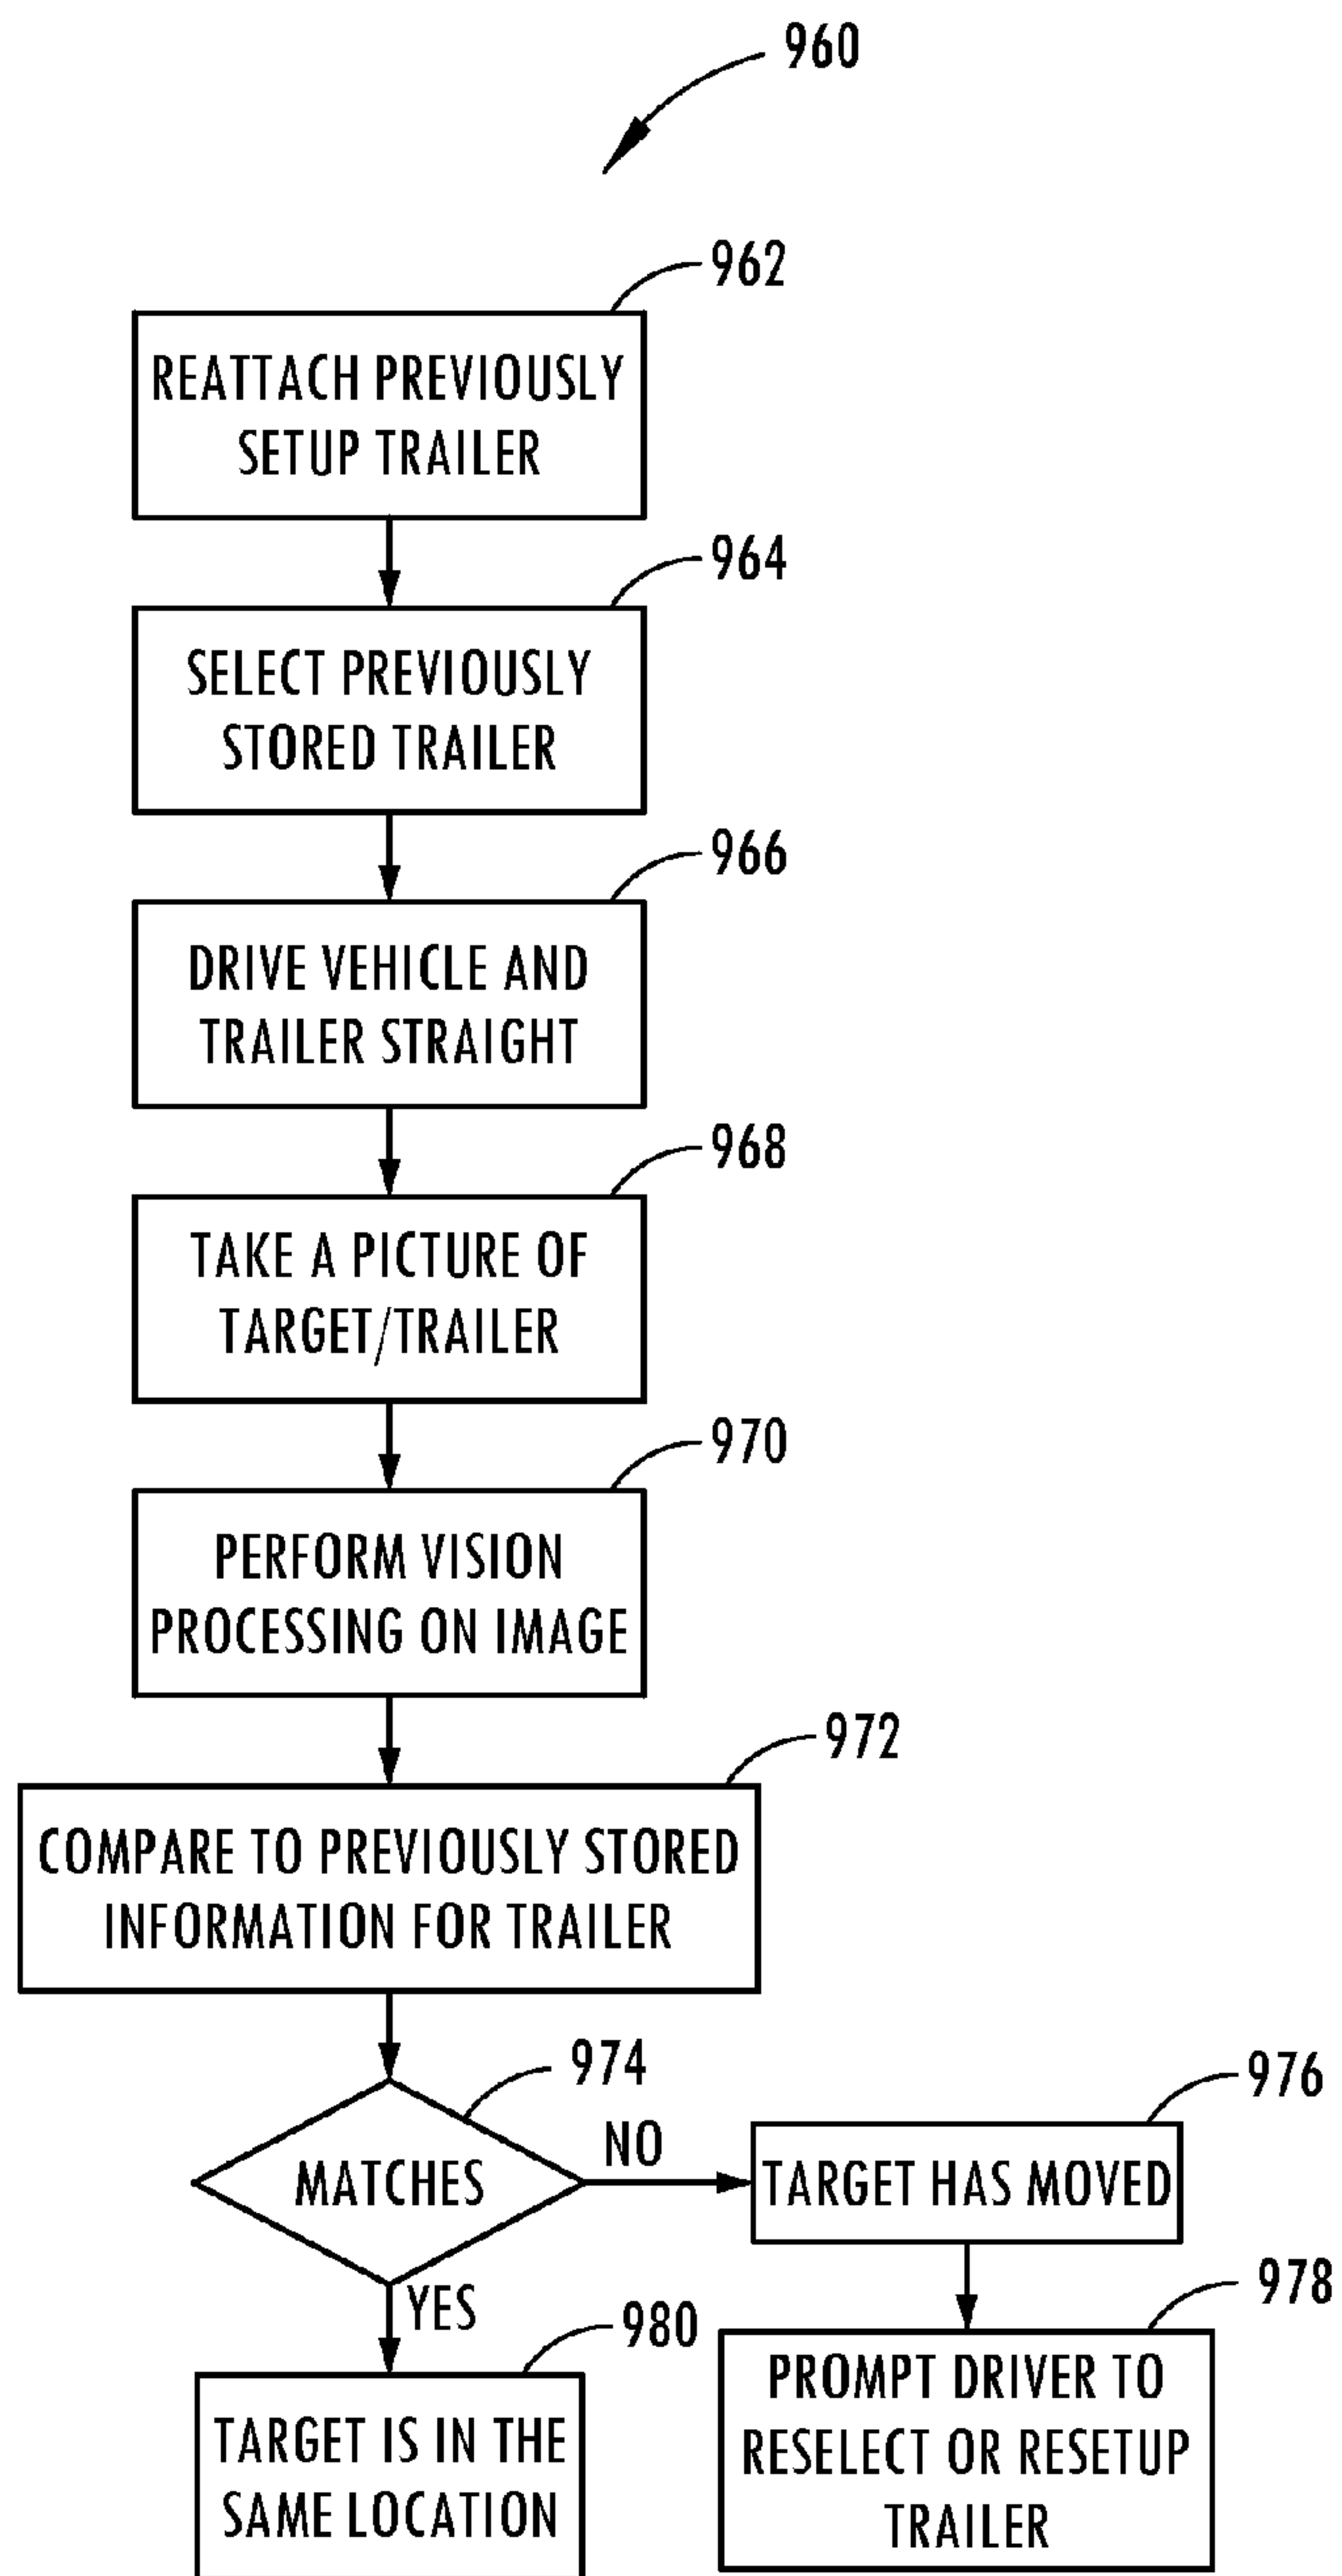 960
962
REATTACH PREVIOUSLY
SETUP TRAILER
964
SELECT PREVIOUSLY
STORED TRAILER
966
DRIVE VEHICLE AND
TRAILER STRAIGHT
968
TAKE A PICTURE OF
TARGET/TRAILER
970
PERFORM VISION
PROCESSING ON IMAGE
972
COMPARE TO PREVIOUSLY STORED
INFORMATION FOR TRAILER
974
MATCHES
NO
976
TARGET HAS MOVED
978
PROMPT DRIVER TO
RESELECT OR RESETUP
TRAILER
YES
980
TARGET IS IN THE
SAME LOCATION